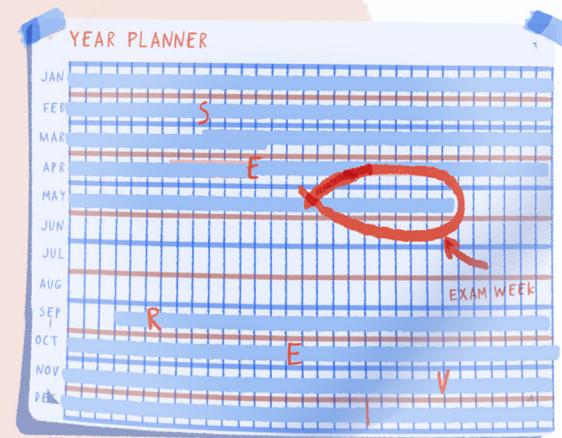 YEAR PLANNER
JAN
FEB
S
MAR
APR
E
MAY
JUN
JUL
AUG
EXAM WEEK
SEP
R
OCT
E
NOV
V
DEC
I